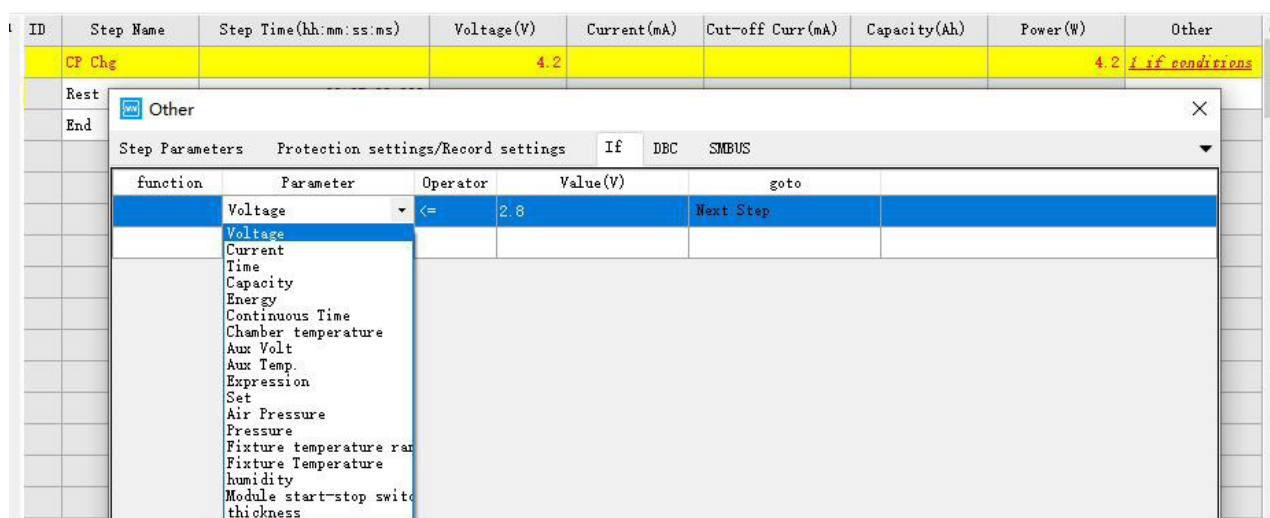 ID Step Name Step Time(hh:mm:ss:ms) Voltage(V) Current(mA) Cut-off Curr(mA) Capacity(Ah) Power(W) Other
CP Chg 4.2 4.2 1 if conditions
Rest
Other
End
Step Parameters Protection settings/Record settings If DBC SMBUS
function Parameter Operator Value(V) goto
Voltage <= 2.8 Next Step
Voltage
Current
Time
Capacity
Energy
Continuous Time
Chamber temperature
Aux Volt
Aux Temp.
Expression
Set
Air Pressure
Pressure
Fixture temperature ran
Fixture Temperature
humidity
Module start-stop switc
thickness